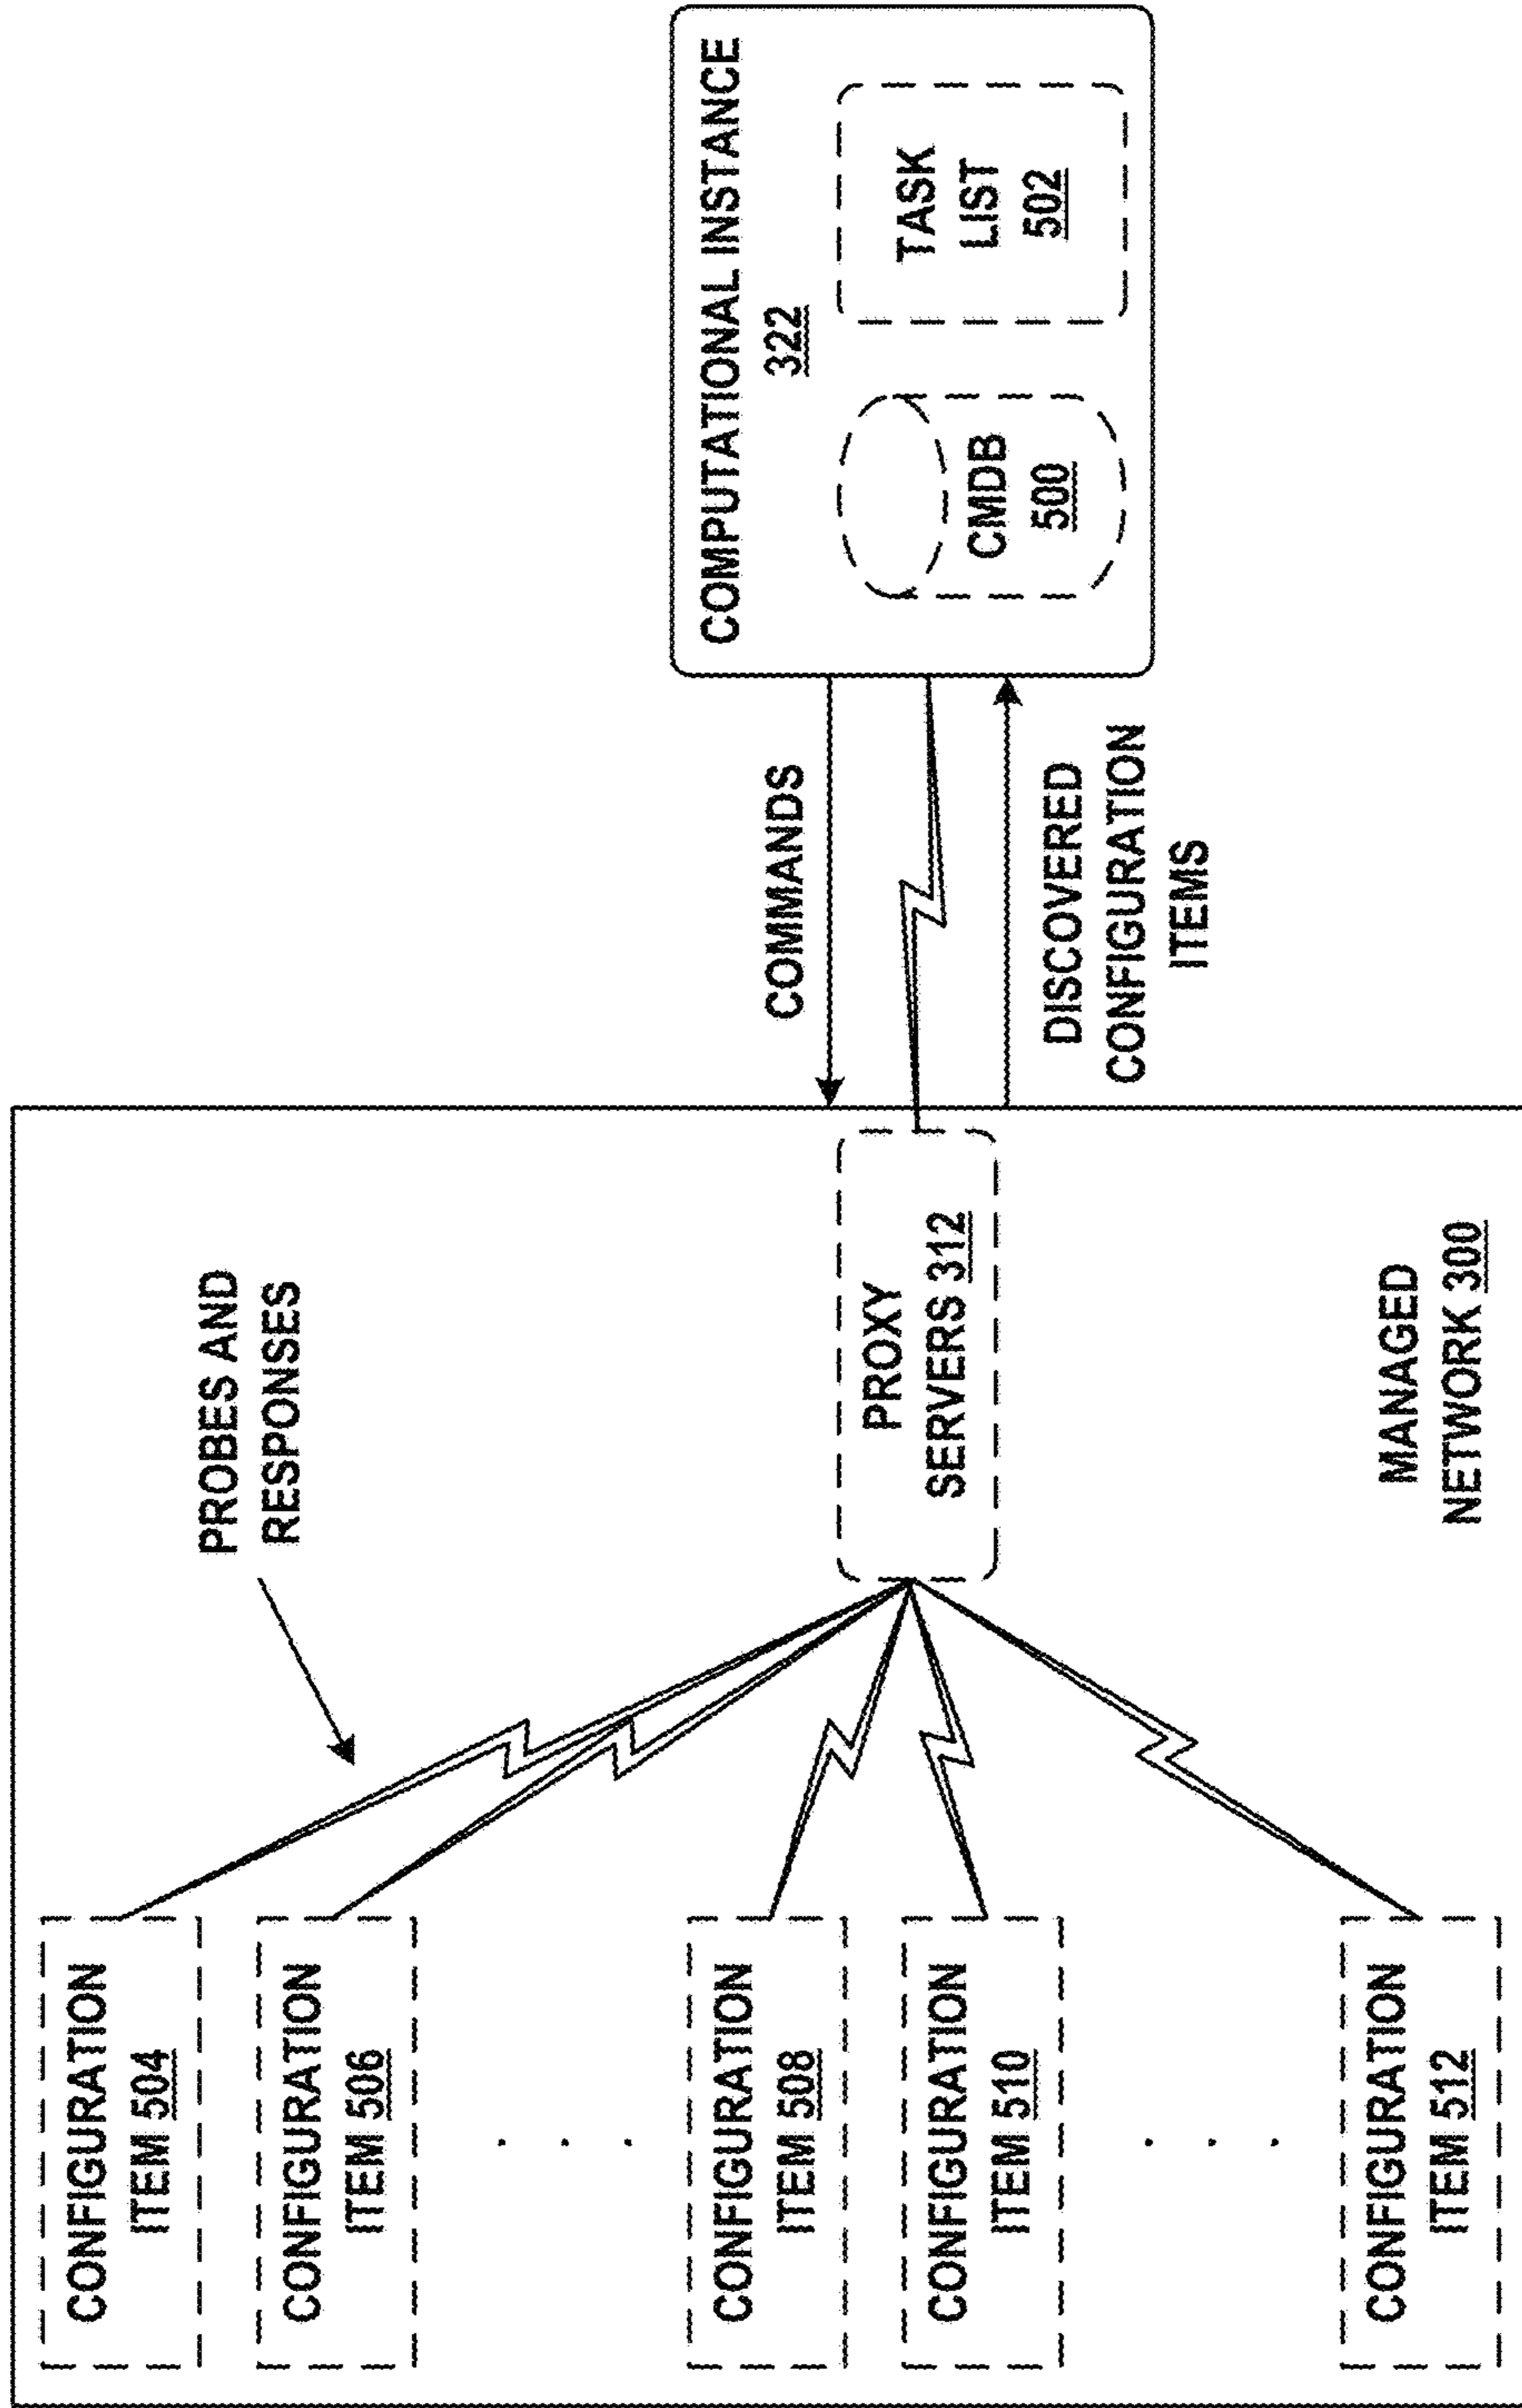 COMPUTATIONAL INSTANCE
322
CMDB
500
TASK
LIST
502
COMMANDS
DISCOVERED
CONFIGURATION
ITEMS
PROBES AND
RESPONSES
PROXY
SERVERS 312
MANAGED
NETWORK 300
CONFIGURATION
ITEM 504
CONFIGURATION
ITEM 506
. . .
CONFIGURATION
ITEM 508
CONFIGURATION
ITEM 510
. . .
CONFIGURATION
ITEM 512